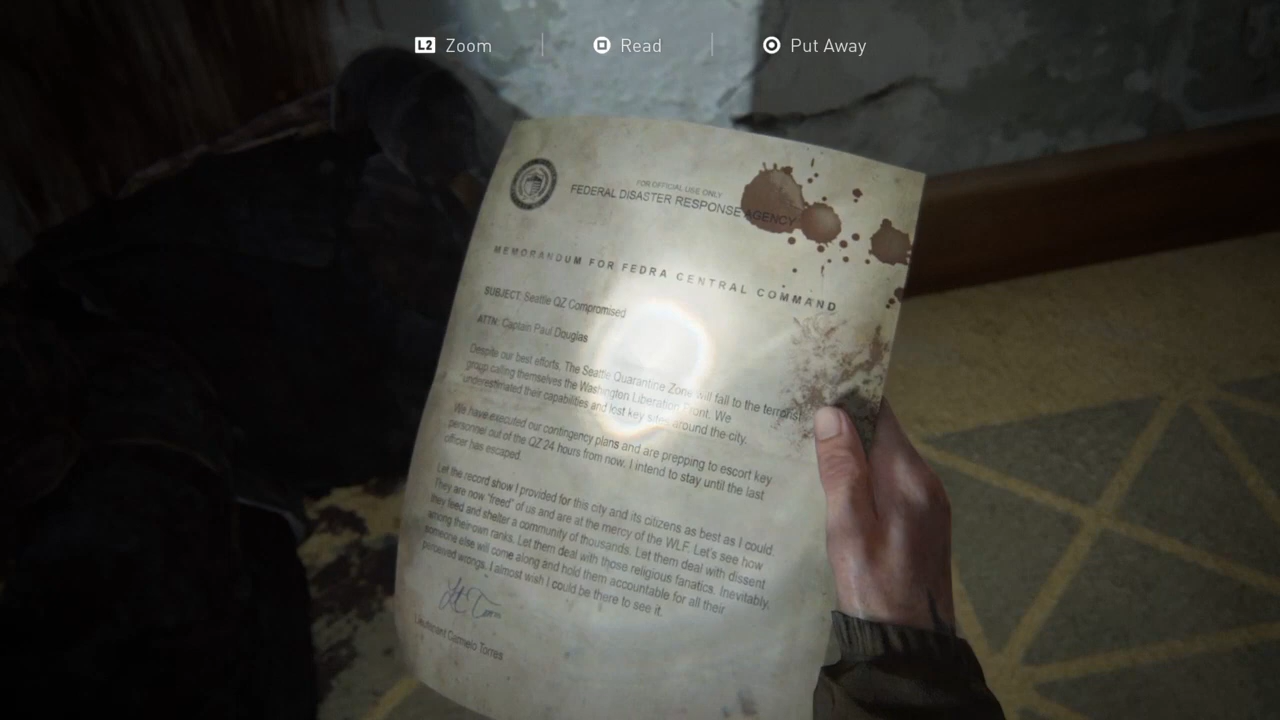 L2 Zoom
Read
Put Away
FOR OFFICIAL USE ONLY
FEDERAL DISASTER RESPONSE AGENCY
MEMORANDUM FOR FEDRA CENTRAL COMMAND
SUBJECT: Seattle QZ Compromised
ATTN: Captain Paul Douglas
Despite our best efforts, The Seattle Quarantine Zone will fall to the terrorist
group calling themselves the Washington Liberation Front. We
underestimated their capabilities and lost key sites around the city.
We have executed our contingency plans and are prepping to escort key
personnel out of the QZ 24 hours from now. I intend to stay until the last
officer has escaped.
Let the record show I provided for this city and its citizens as best as I could.
They are now "freed" of us and are at the mercy of the WLF. Let's see how
they feed and shelter a community of thousands. Let them deal with dissent
among their own ranks. Let them deal with those religious fanatics. Inevitably,
someone else will come along and hold them accountable for all their
perceived wrongs. I almost wish I could be there to see it.
Lieutenant Carmelo Torres